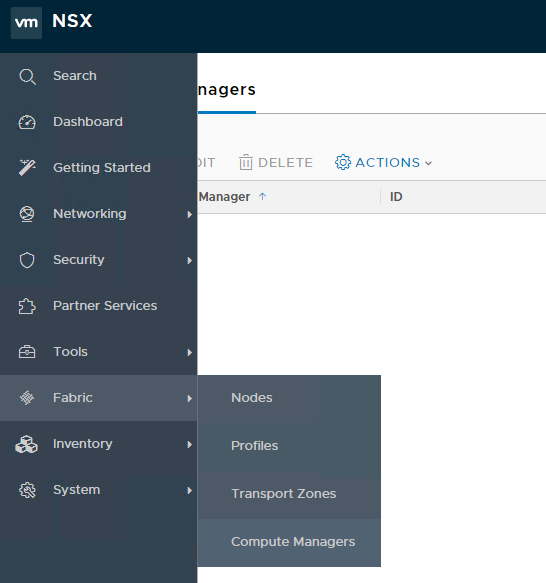 vm NSX
Search
nagers
Dashboard
Getting Started
DIT DELETE ACTIONS
Networking
Manager ID
Security
Partner Services
Tools
Fabric
Nodes
Inventory
Profiles
System
Transport Zones
Compute Managers